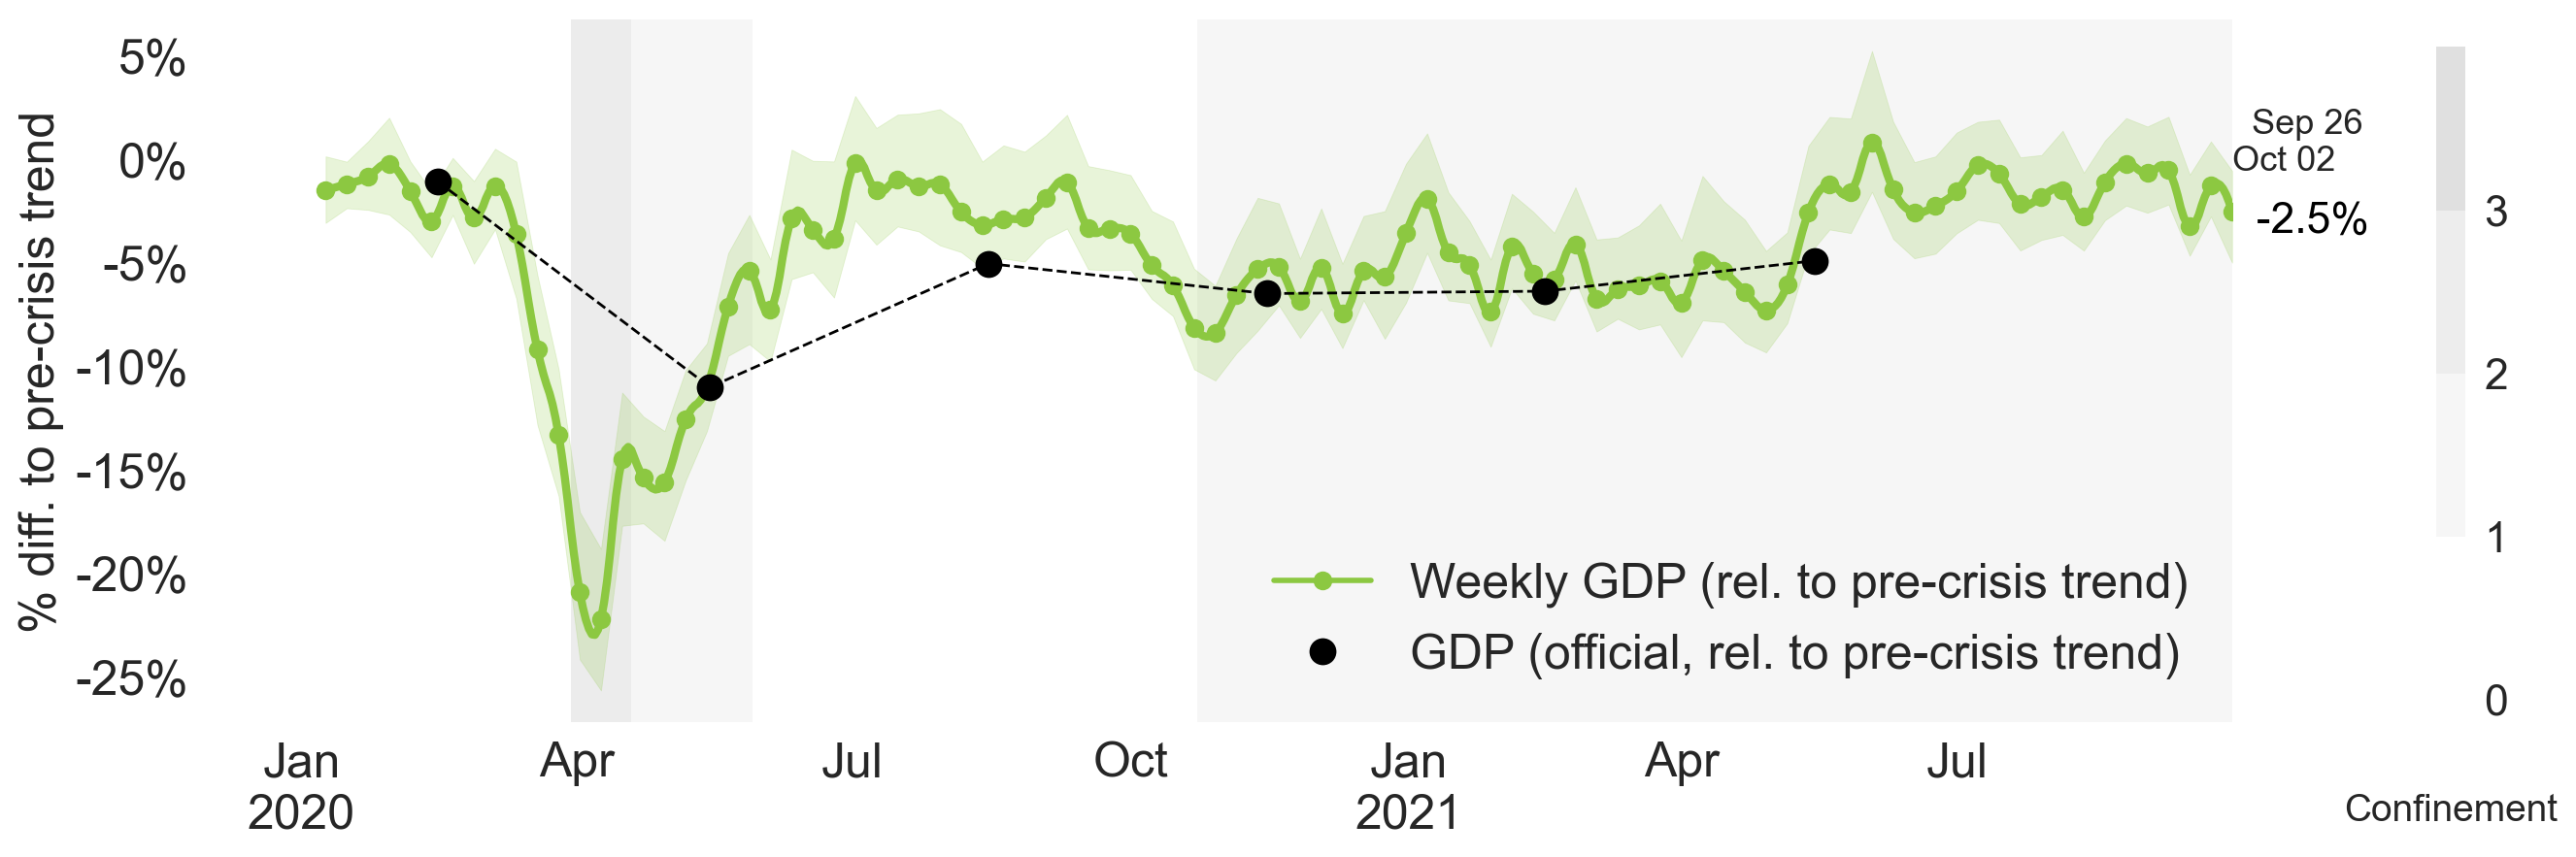 % diff. to pre-crisis trend
5%
0%
-5%
-10%
-15%
-20%
-25%
Jan
2020
Apr
Jul
Oct
Jan
2021
Apr
Jul
Sep 26
Oct 02
-2.5%
Weekly GDP (rel. to pre-crisis trend)
GDP (official, rel. to pre-crisis trend)
3
2
1
0
Confinement